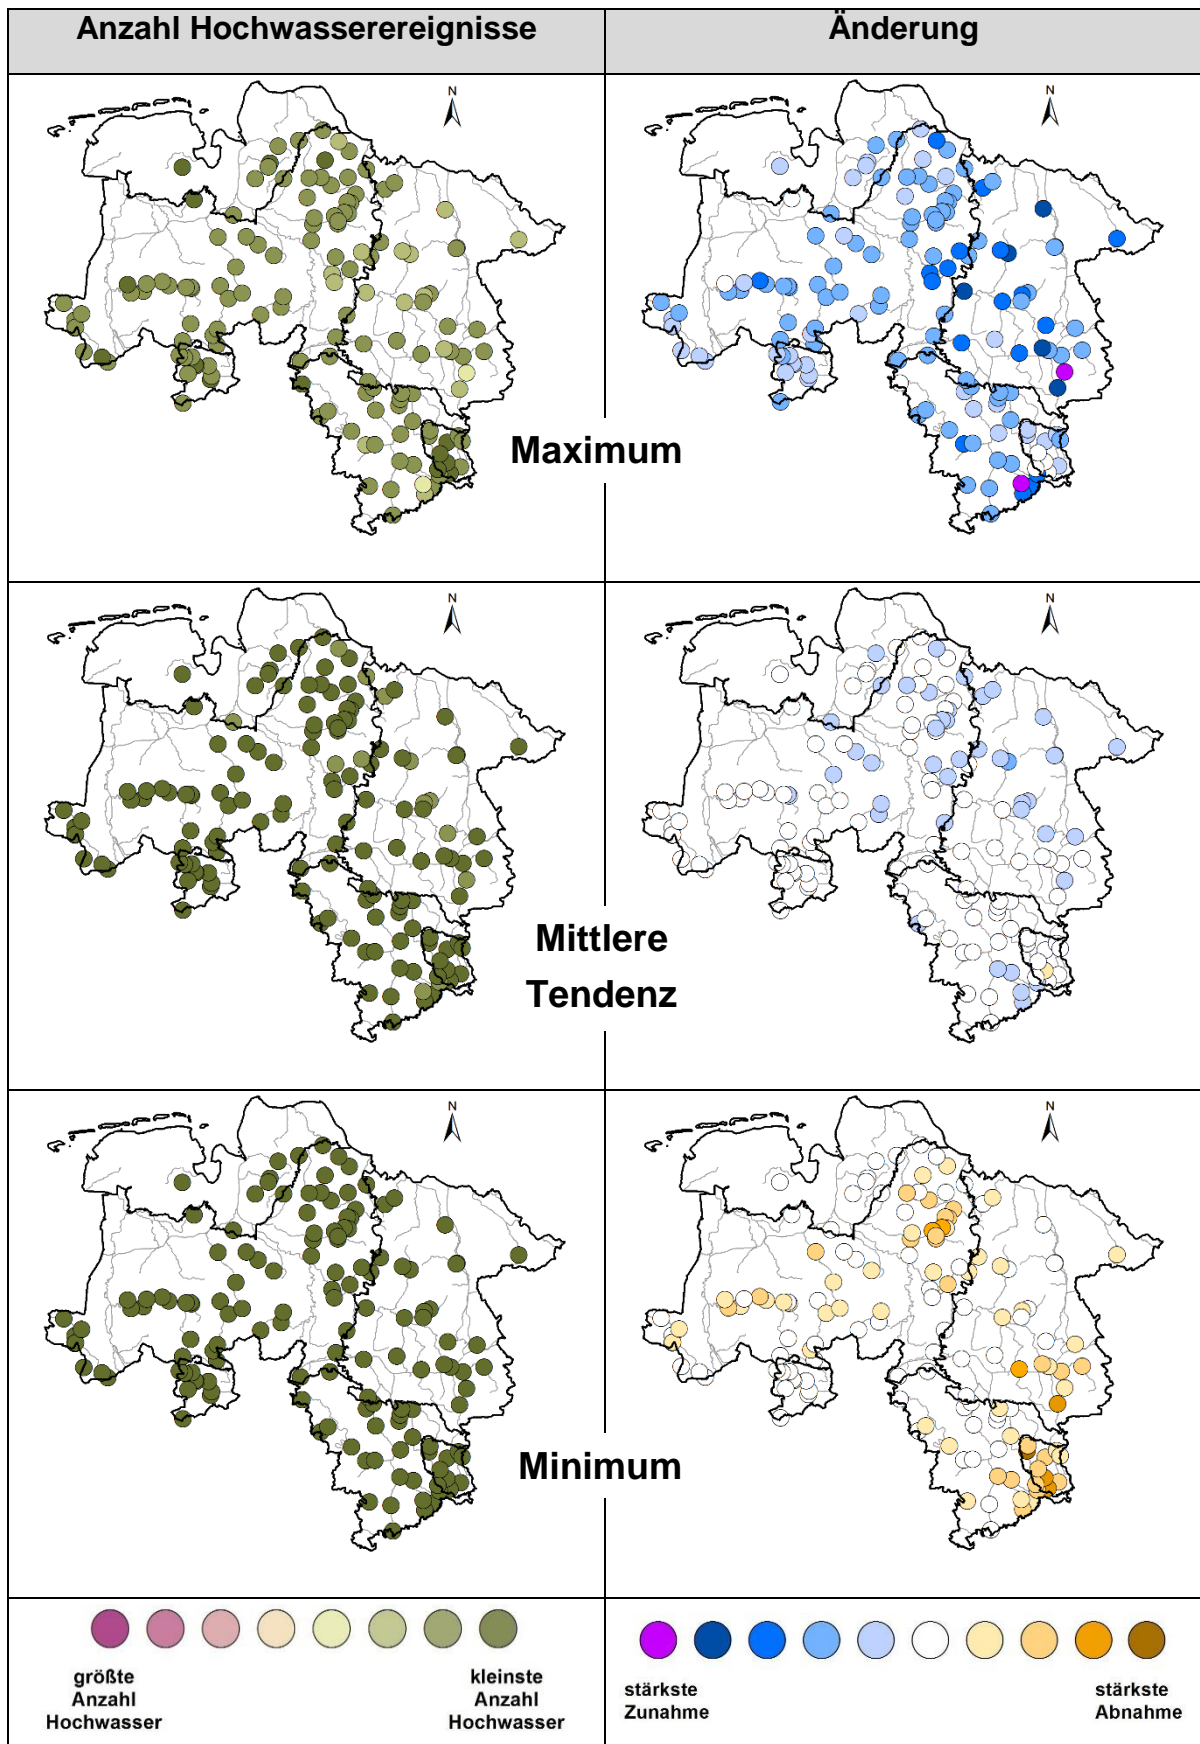 Anzahl Hochwasserereignisse
Änderung
N
N
Maximum
N
N
Mittlere
Tendenz
N
N
Minimum
größte
Anzahl
Hochwasser
kleinste
Anzahl
Hochwasser
stärkste
Zunahme
stärkste
Abnahme